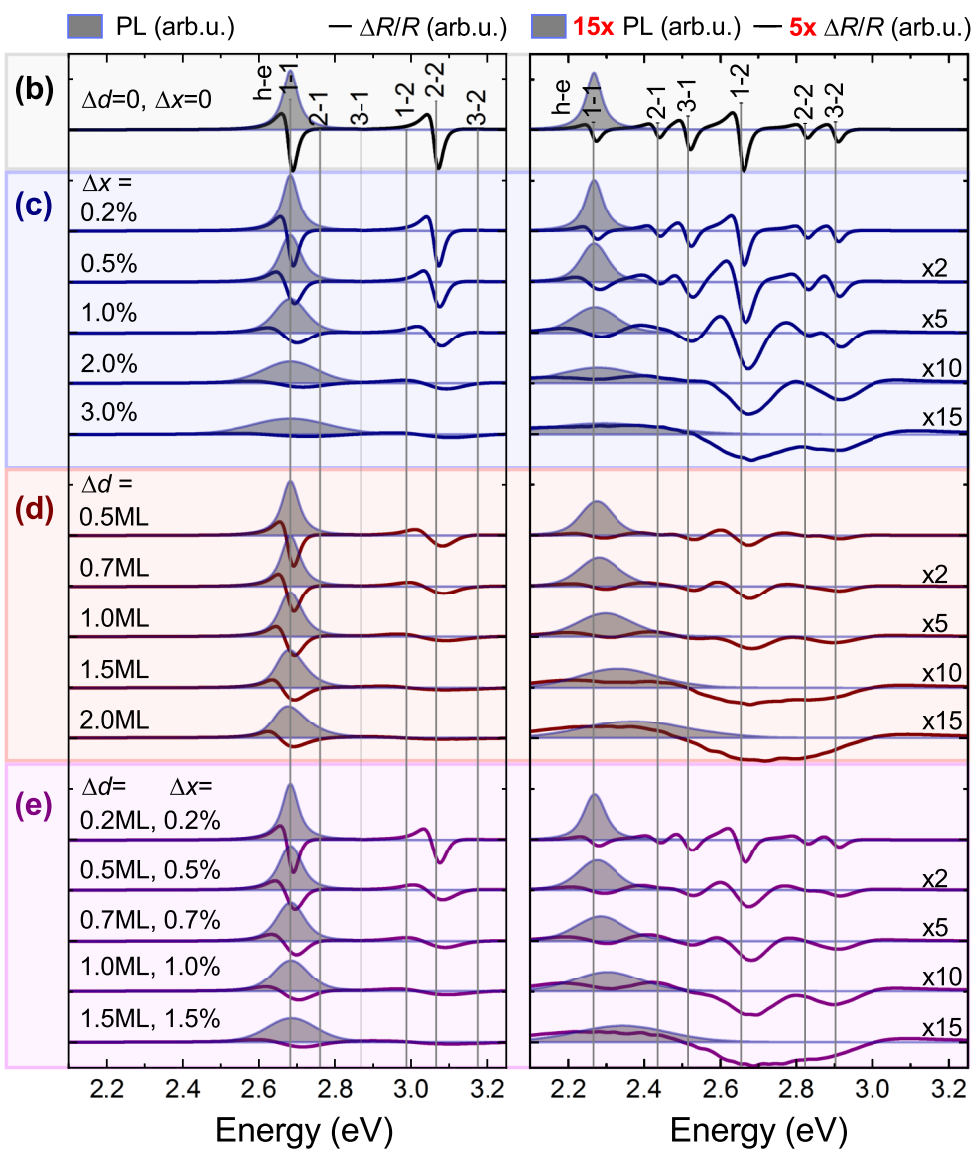 PL (arb.u.) ΔR/R (arb.u.) 15x PL (arb.u.) 5x ΔR/R (arb.u.)
(b)
Δd=0, Δx=0
h-e
1-1
2-1
3-1
1-2
2-2
3-2
h-e
1-1
2-1
3-1
1-2
2-2
3-2
(c)
Δx =
0.2%
0.5%
x2
1.0%
x5
2.0%
x10
3.0%
x15
(d)
Δd =
0.5ML
0.7ML
x2
1.0ML
x5
1.5ML
x10
2.0ML
x15
(e)
Δd= Δx=
0.2ML, 0.2%
0.5ML, 0.5%
x2
0.7ML, 0.7%
x5
1.0ML, 1.0%
x10
1.5ML, 1.5%
x15
2.2 2.4 2.6 2.8 3.0 3.2 2.2 2.4 2.6 2.8 3.0 3.2
Energy (eV) Energy (eV)